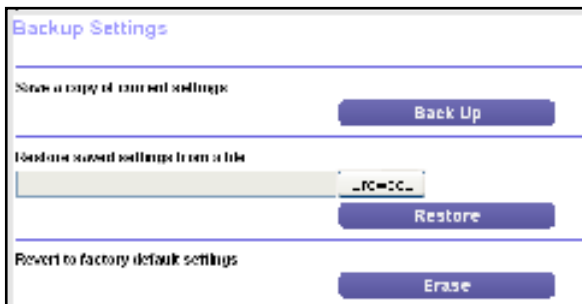 Backup Settings
Save a copy of current settings
Back Up
Restore saved settings from a file
Restore
Revert to factory default settings
Erase